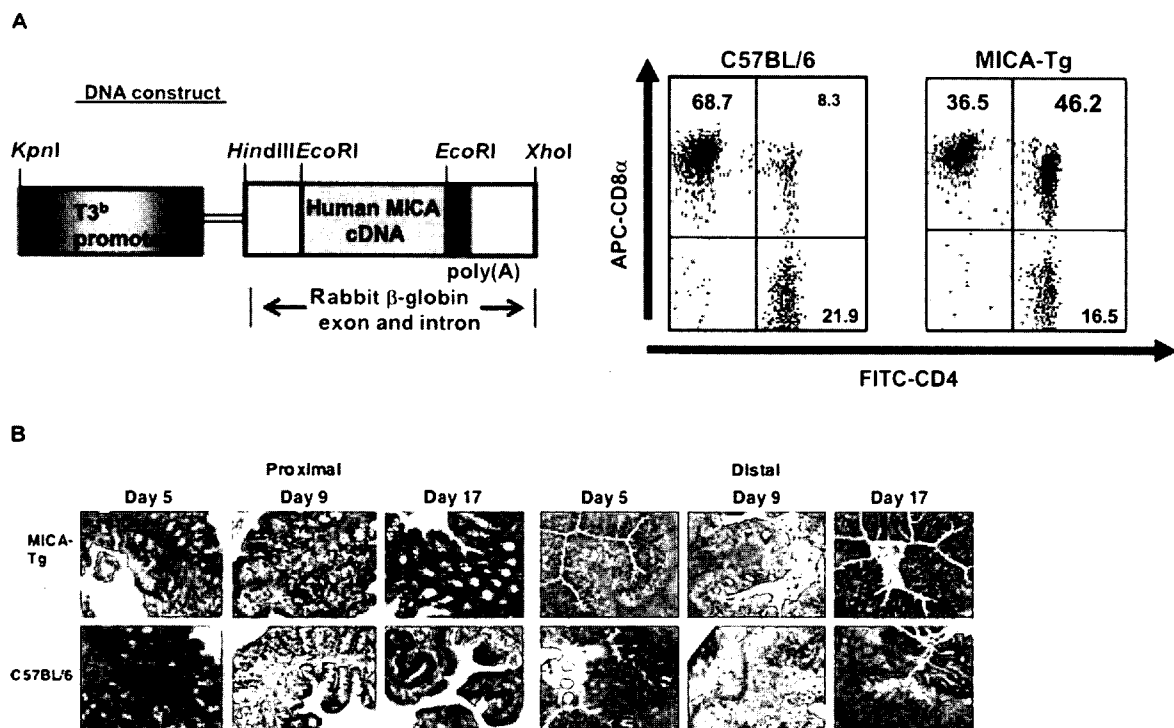 A
DNA construct
KpnI
HindIII EcoRI
EcoRI
XhoI
T3b
promot
Human MICA
cDNA
poly(A)
Rabbit β-globin
exon and intron
C57BL/6
MICA-Tg
68.7
8.3
21.9
36.5
46.2
16.5
APC-CD8α
FITC-CD4
B
Proximal
Distal
Day 5
Day 9
Day 17
Day 5
Day 9
Day 17
MICA-
Tg
C57BL/6